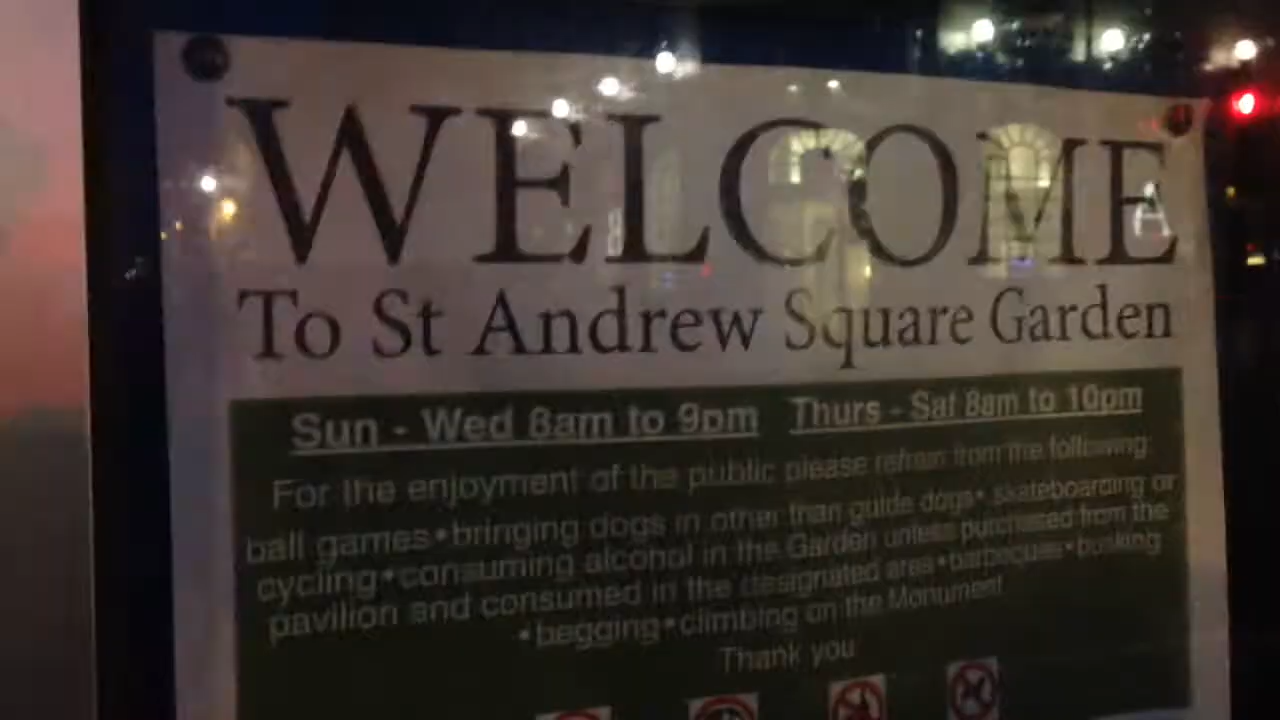 WELCOME
To St Andrew Square Garden
Sun - Wed 8am to 9pm Thurs - Sat 8am to 10pm
For the enjoyment of the public please refrain from the following:
ball games•bringing dogs in other than guide dogs•skateboarding or
cycling•consuming alcohol in the Garden unless purchased from the
pavilion and consumed in the designated area•barbecues•busking
•begging•climbing on the Monument
Thank you